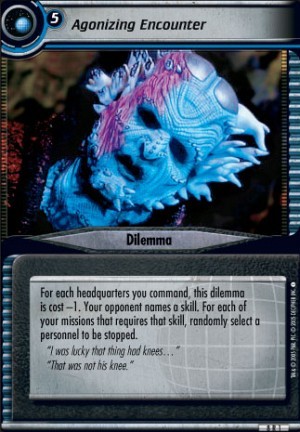 5
Agonizing Encounter
Dilemma
For each headquarters you command, this dilemma
is cost –1. Your opponent names a skill. For each of
your missions that requires that skill, randomly select a
personnel to be stopped.
"I was lucky that thing had knees…"
"That was not his knee."